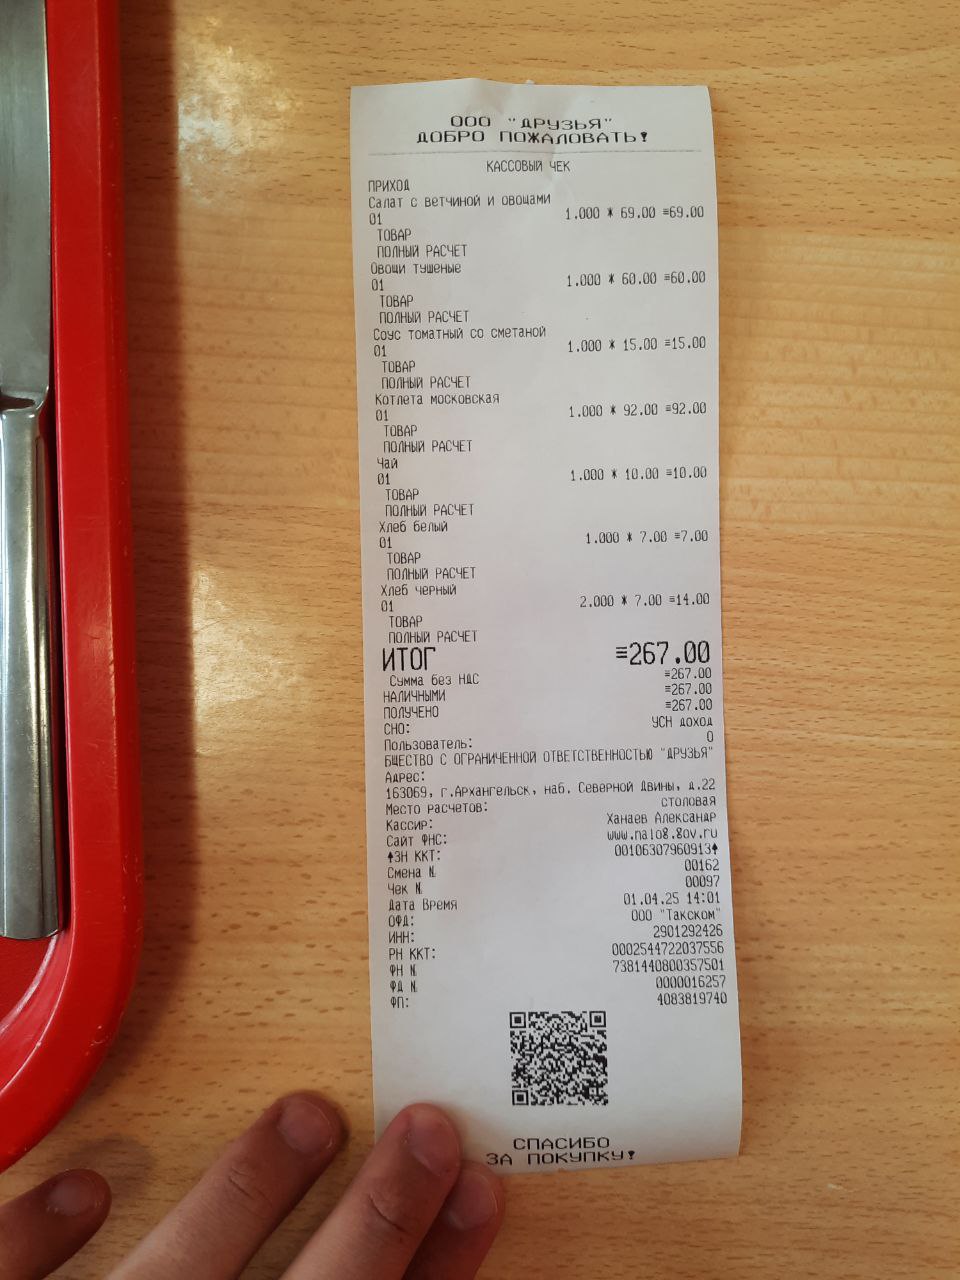 ООО "ДРУЗЬЯ"
ДОБРО ПОЖАЛОВАТЬ!
КАССОВЫЙ ЧЕК
ПРИХОД
Салат с ветчиной и овощами
01 1.000 * 69.00 ≡69.00
ТОВАР
ПОЛНЫЙ РАСЧЕТ
Овощи тушеные
01 1.000 * 60.00 ≡60.00
ТОВАР
ПОЛНЫЙ РАСЧЕТ
Соус томатный со сметаной
01 1.000 * 15.00 ≡15.00
ТОВАР
ПОЛНЫЙ РАСЧЕТ
Котлета московская
01 1.000 * 92.00 ≡92.00
ТОВАР
ПОЛНЫЙ РАСЧЕТ
Чай
01 1.000 * 10.00 ≡10.00
ТОВАР
ПОЛНЫЙ РАСЧЕТ
Хлеб белый
01 1.000 * 7.00 ≡7.00
ТОВАР
ПОЛНЫЙ РАСЧЕТ
Хлеб черный
01 2.000 * 7.00 ≡14.00
ТОВАР
ПОЛНЫЙ РАСЧЕТ
ИТОГ ≡267.00
Сумма без НДС ≡267.00
НАЛИЧНЫМИ ≡267.00
ПОЛУЧЕНО ≡267.00
СНО: УСН доход
Пользователь: О
БЩЕСТВО С ОГРАНИЧЕННОЙ ОТВЕТСТВЕННОСТЬЮ "ДРУЗЬЯ"
Адрес:
163069, г.Архангельск, наб. Северной Двины, д.22
Место расчетов: столовая
Кассир: Ханаев Александр
Сайт ФНС: www.nalog.gov.ru
↑ЗН ККТ: 00106307960913↑
Смена № 00162
Чек № 00097
Дата Время 01.04.25 14:01
ОФД: ООО "Такском"
ИНН: 2901292426
РН ККТ: 0002544722037556
ФН № 7381440800357501
ФД № 0000016257
ФП: 4083819740
СПАСИБО
ЗА ПОКУПКУ!